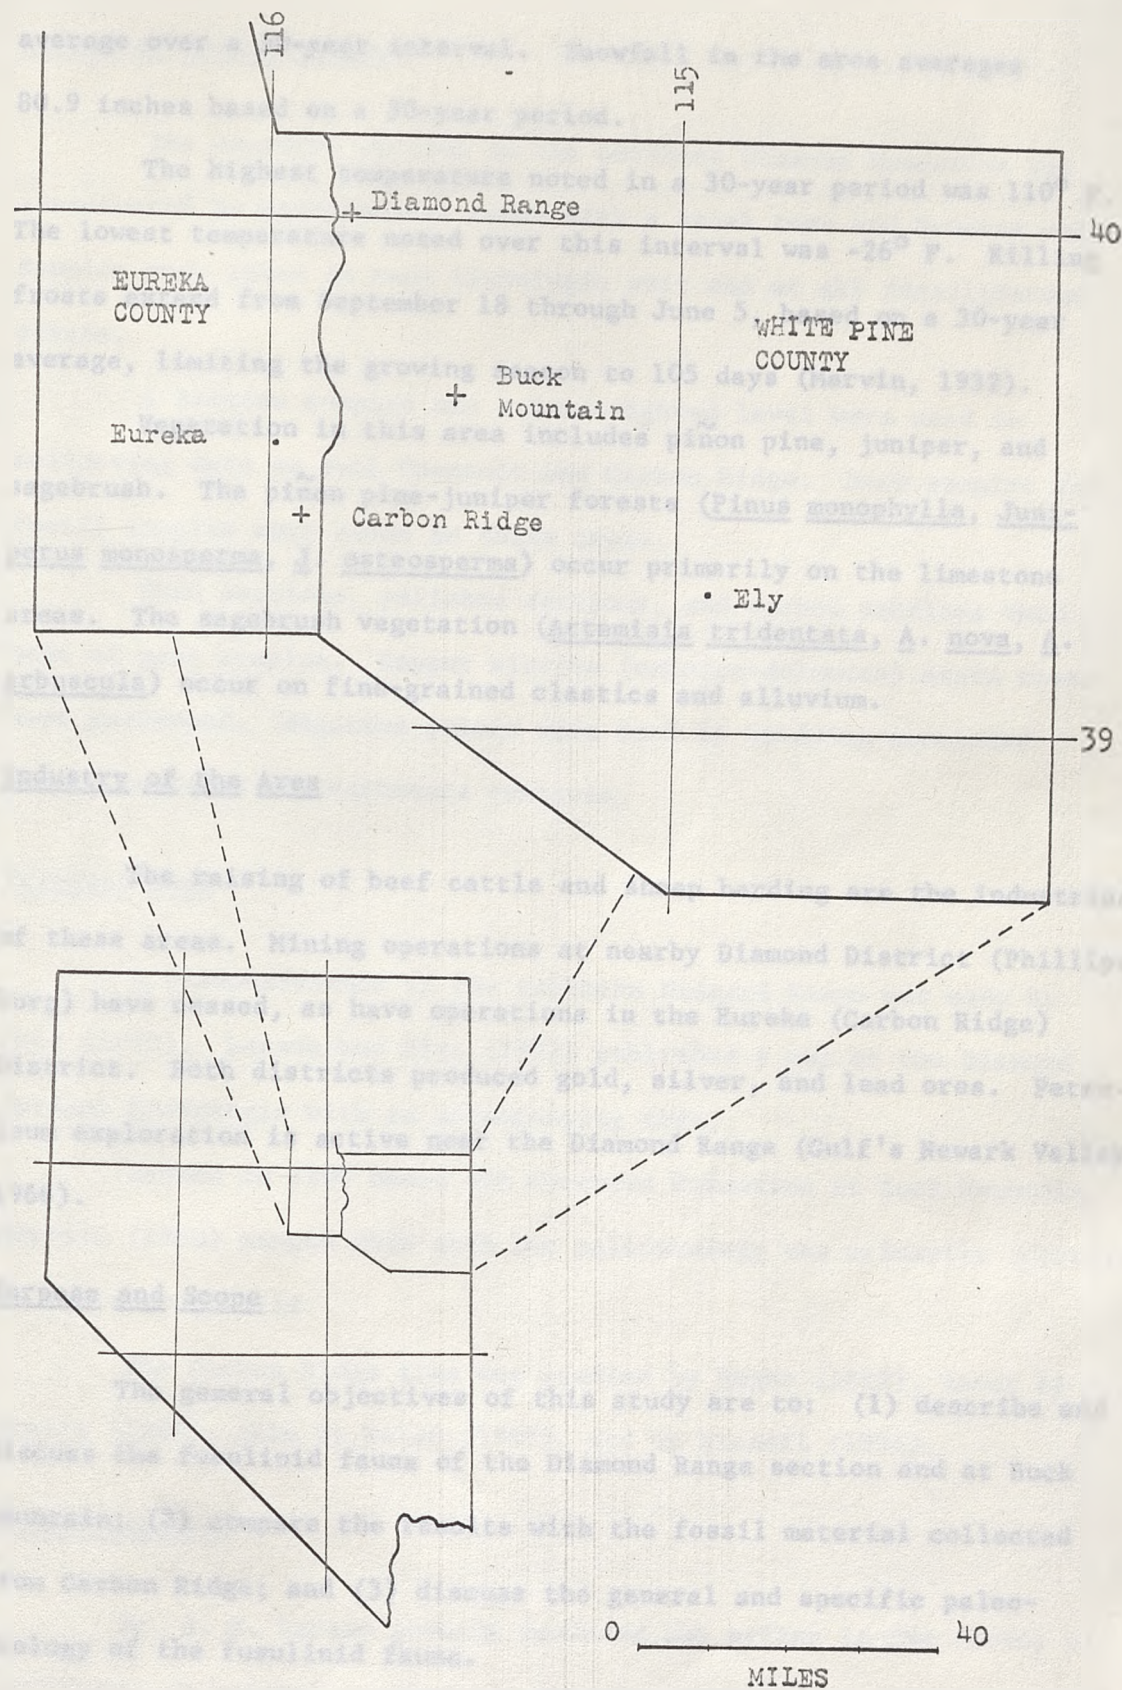 116
115
average over a -year interval. Snowfall in the area averages
80.9 inches based on a 30-year period.
The highest temperature noted in a 30-year period was 110° F.
Diamond Range
The lowest temperature noted over this interval was -26° F. Killing
40
EUREKA
COUNTY
frosts extend from September 18 through June 5, based on a 30-year
WHITE PINE
COUNTY
average, limiting the growing season to 105 days (Marvin, 1932).
Buck
Mountain
Eureka
Vegetation in this area includes piñon pine, juniper, and
sagebrush. The piñon pine-juniper forests (Pinus monophylla, Juni-
Carbon Ridge
perus monosperma, J. osteosperma) occur primarily on the limestone
Ely
areas. The sagebrush vegetation (Artemisia tridentata, A. nova, A.
arbuscula) occur on fine-grained clastics and alluvium.
39
Industry of the Area
The raising of beef cattle and sheep herding are the industries
of these areas. Mining operations at nearby Diamond District (Phillips-
burg) have ceased, as have operations in the Eureka (Carbon Ridge)
District. Both districts produced gold, silver, and lead ores. Petro-
leum exploration is active near the Diamond Range (Gulf's Newark Valley,
Purpose and Scope
The general objectives of this study are to: (1) describe and
discuss the fusulinid fauna of the Diamond Range section and at Buck
Mountain; (2) compare the results with the fossil material collected
from Carbon Ridge; and (3) discuss the general and specific paleo-
ecology of the fusulinid fauna.
0 40
MILES